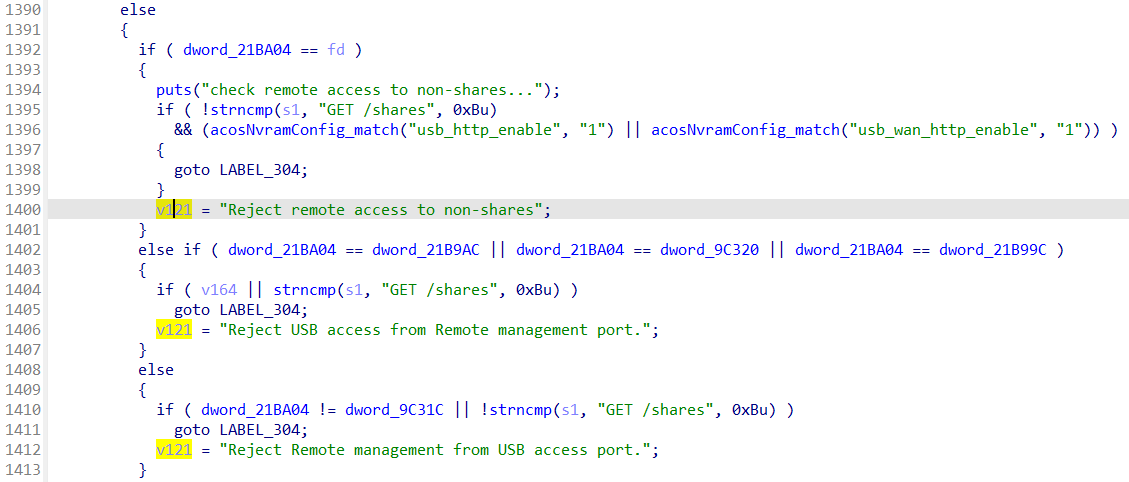 1390 else
1391 {
1392 if ( dword_21BA04 == fd )
1393 {
1394 puts("check remote access to non-shares...");
1395 if ( !strncmp(s1, "GET /shares", 0xBu)
1396 && (acosNvramConfig_match("usb_http_enable", "1") || acosNvramConfig_match("usb_wan_http_enable", "1")) )
1397 {
1398 goto LABEL_304;
1399 }
1400 v121 = "Reject remote access to non-shares";
1401 }
1402 else if ( dword_21BA04 == dword_21B9AC || dword_21BA04 == dword_9C320 || dword_21BA04 == dword_21B99C )
1403 {
1404 if ( v164 || strncmp(s1, "GET /shares", 0xBu) )
1405 goto LABEL_304;
1406 v121 = "Reject USB access from Remote management port.";
1407 }
1408 else
1409 {
1410 if ( dword_21BA04 != dword_9C31C || !strncmp(s1, "GET /shares", 0xBu) )
1411 goto LABEL_304;
1412 v121 = "Reject Remote management from USB access port.";
1413 }